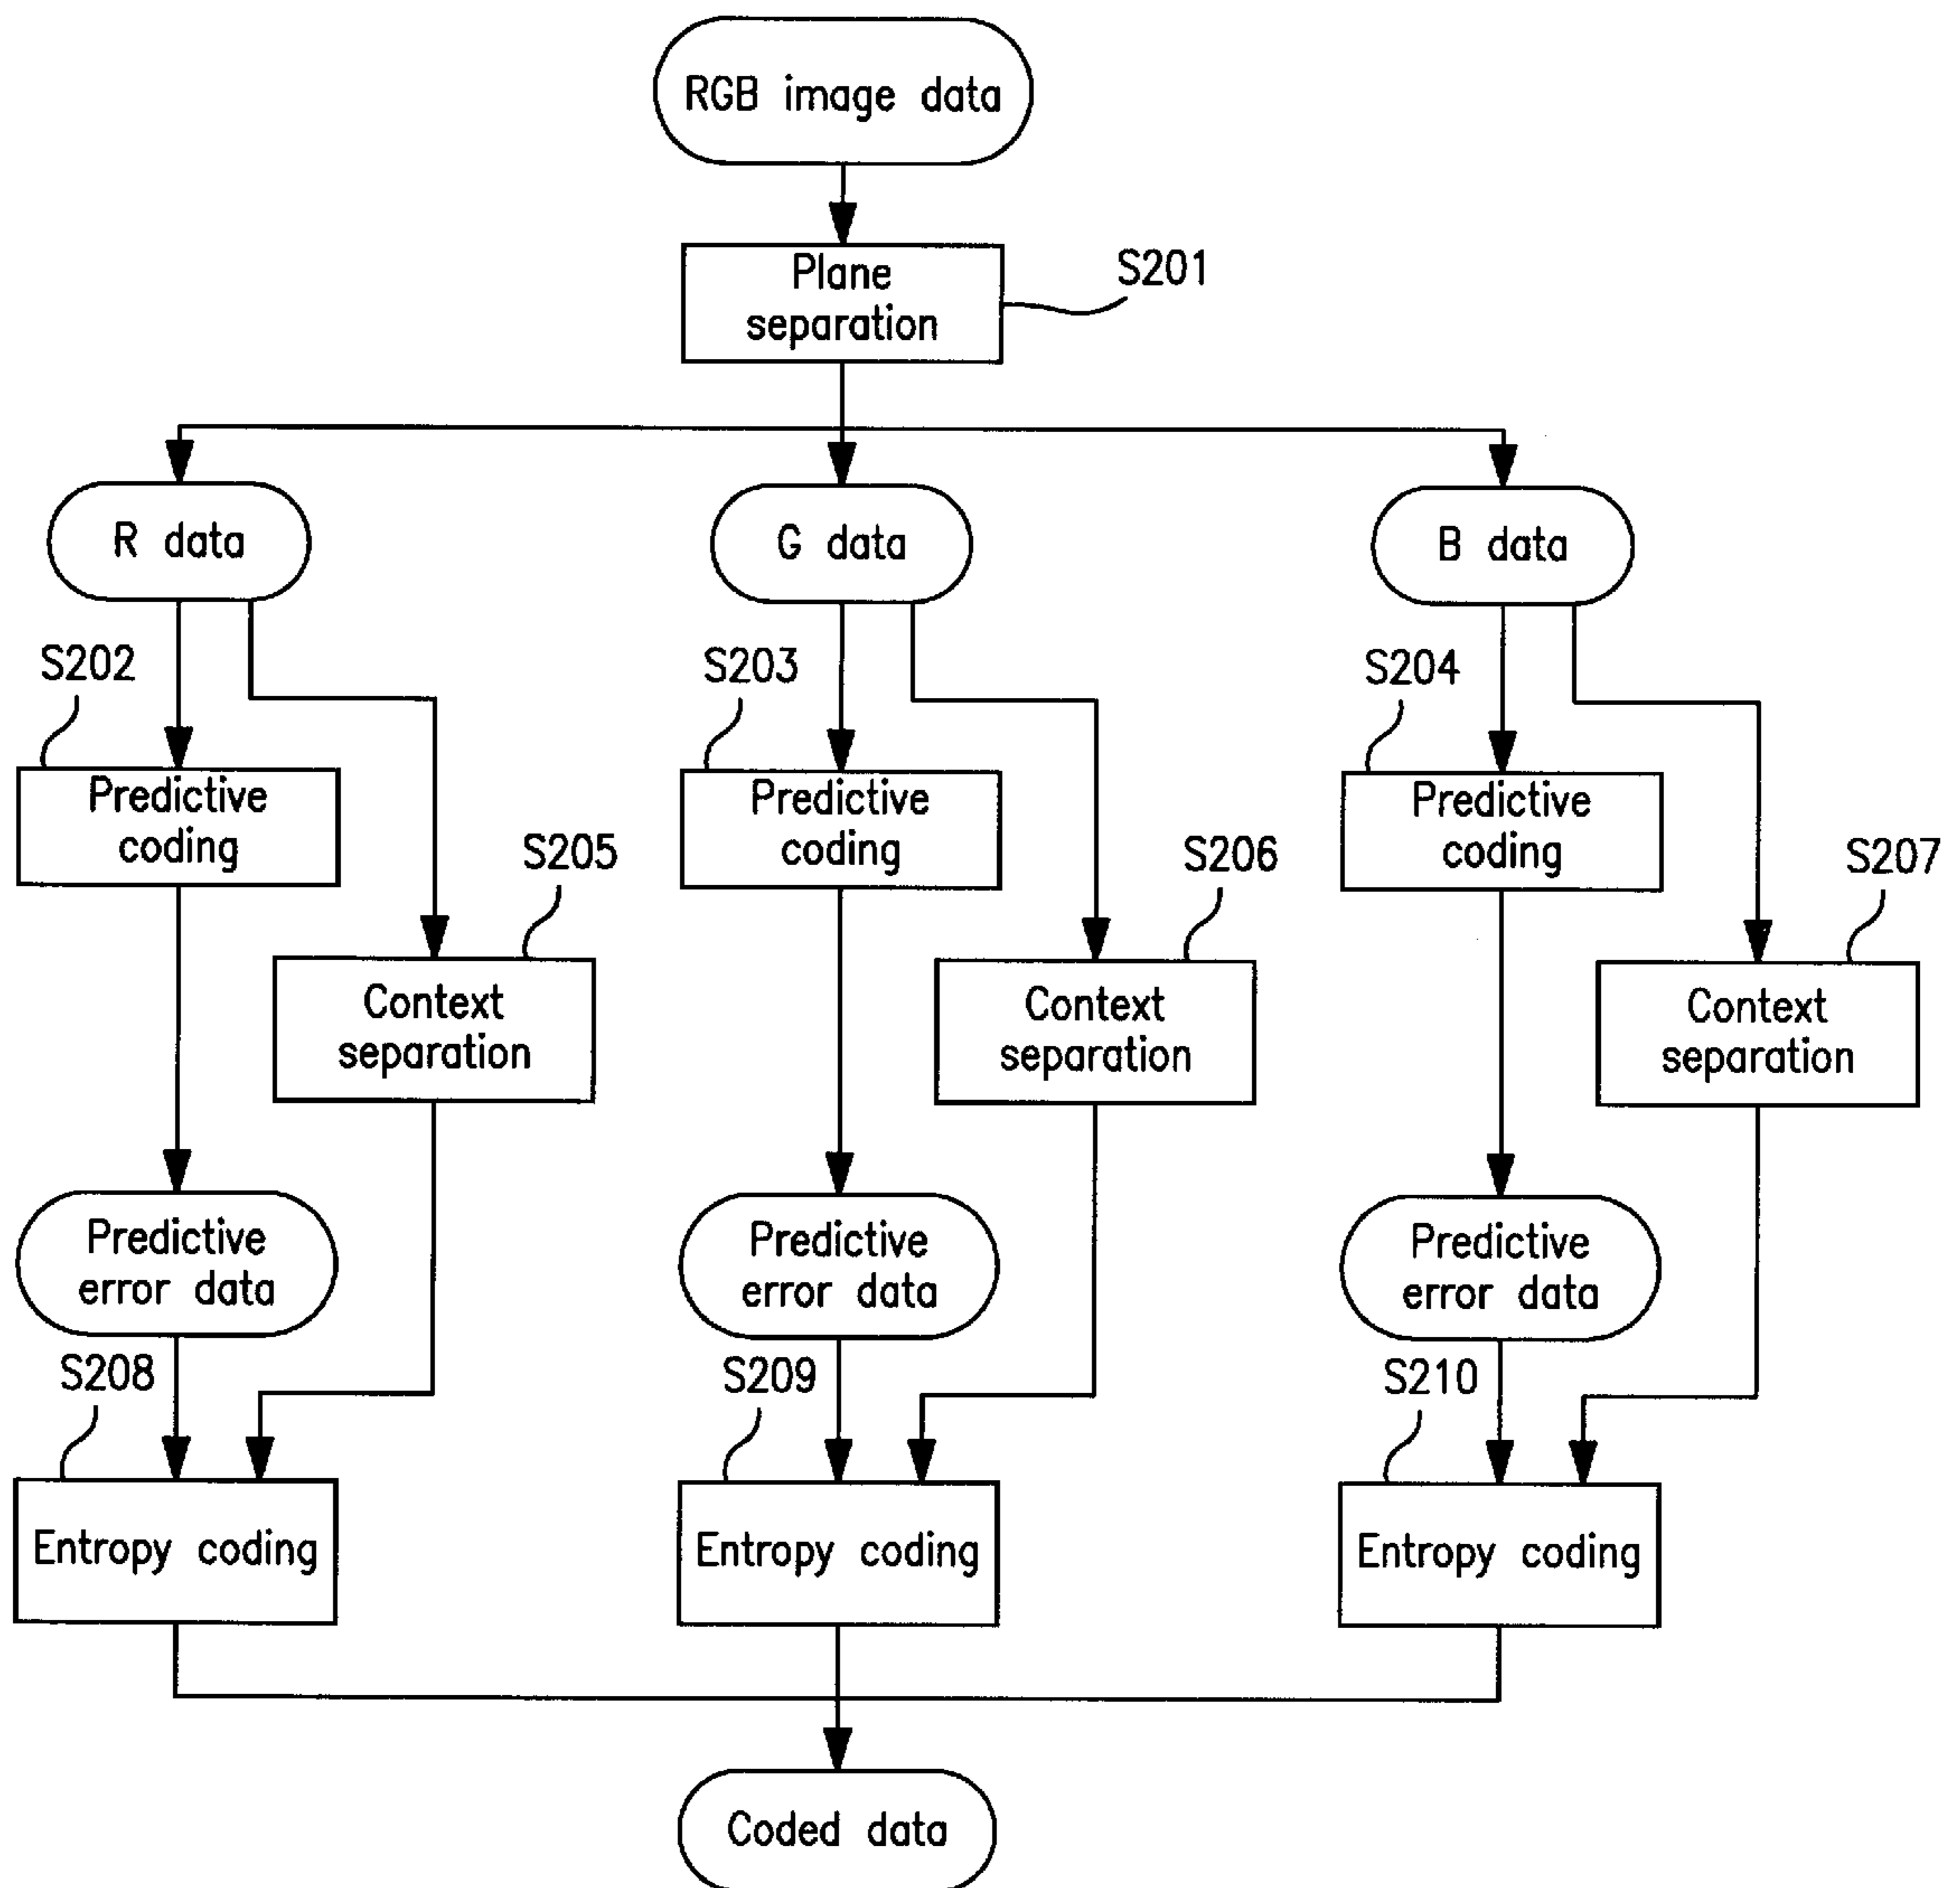 RGB image data
Plane
separation
S201
R data
G data
B data
S202
S203
S204
Predictive
coding
Predictive
coding
Predictive
coding
S205
S206
S207
Context
separation
Context
separation
Context
separation
Predictive
error data
Predictive
error data
Predictive
error data
S208
S209
S210
Entropy coding
Entropy coding
Entropy coding
Coded data